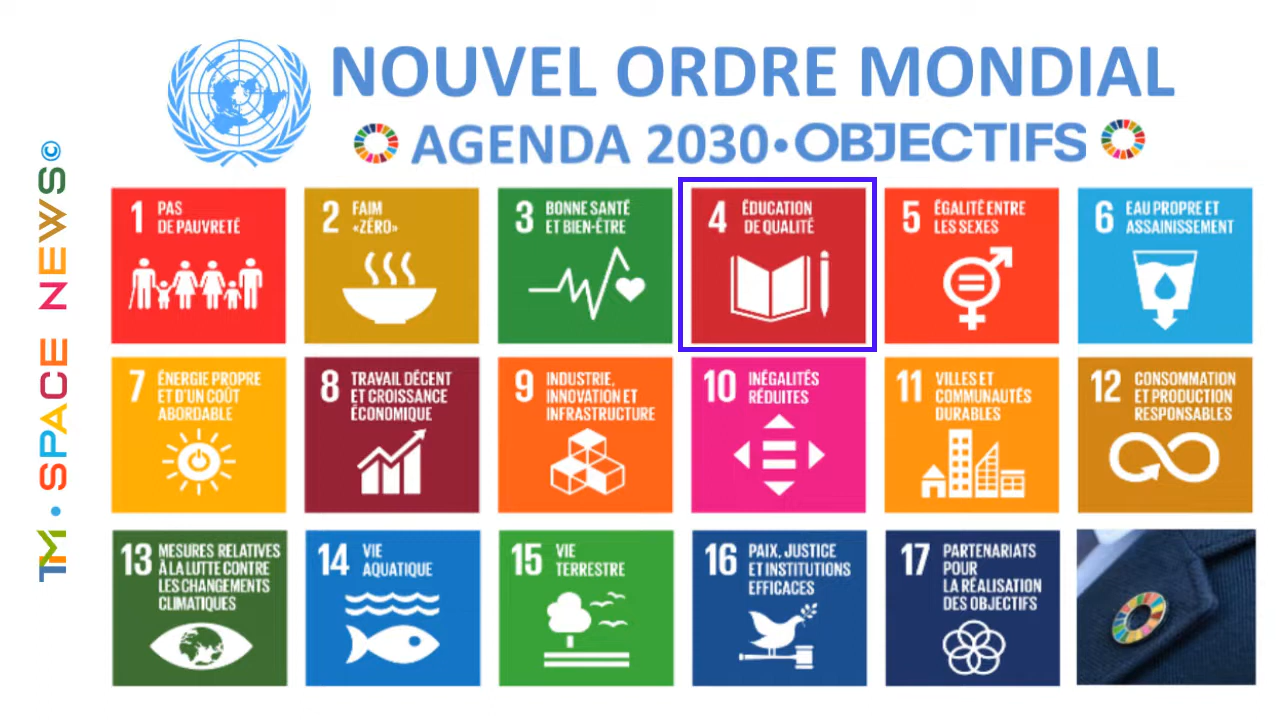 NOUVEL ORDRE MONDIAL
AGENDA 2030•OBJECTIFS
TM • SPACE NEWS©
1 PAS
DE PAUVRETÉ
2 FAIM
«ZÉRO»
3 BONNE SANTÉ
ET BIEN-ÊTRE
4 ÉDUCATION
DE QUALITÉ
5 ÉGALITÉ ENTRE
LES SEXES
6 EAU PROPRE ET
ASSAINISSEMENT
7 ÉNERGIE PROPRE
ET D'UN COÛT
ABORDABLE
8 TRAVAIL DÉCENT
ET CROISSANCE
ÉCONOMIQUE
9 INDUSTRIE,
INNOVATION ET
INFRASTRUCTURE
10 INÉGALITÉS
RÉDUITES
11 VILLES ET
COMMUNAUTÉS
DURABLES
12 CONSOMMATION
ET PRODUCTION
RESPONSABLES
13 MESURES RELATIVES
À LA LUTTE CONTRE
LES CHANGEMENTS
CLIMATIQUES
14 VIE
AQUATIQUE
15 VIE
TERRESTRE
16 PAIX, JUSTICE
ET INSTITUTIONS
EFFICACES
17 PARTENARIATS
POUR
LA RÉALISATION
DES OBJECTIFS